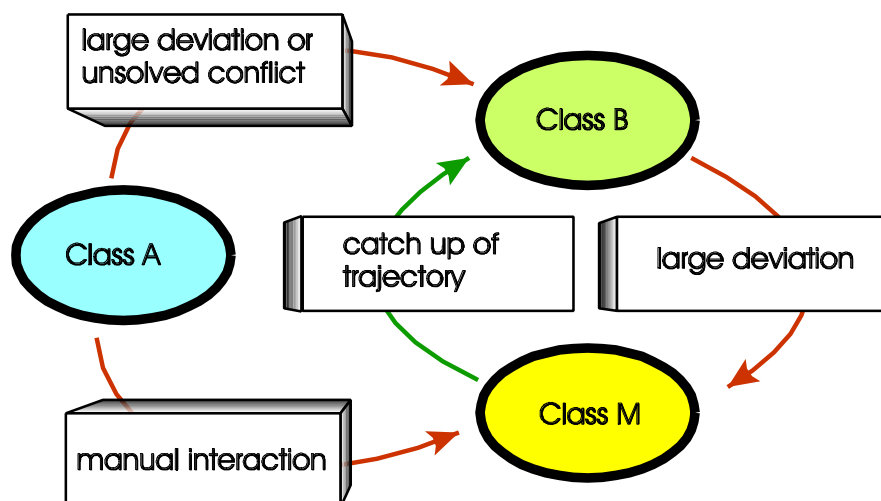 large deviation or
unsolved conflict
Class B
Class A
catch up of
trajectory
large deviation
Class M
manual interaction